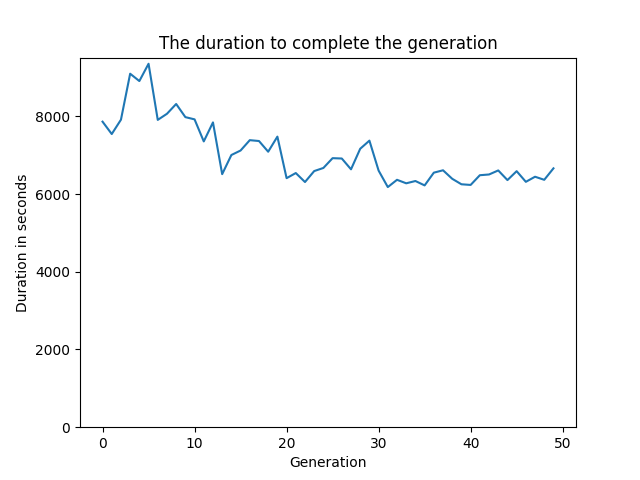 The duration to complete the generation
Duration in seconds
8000
6000
4000
2000
0
0 10 20 30 40 50
Generation